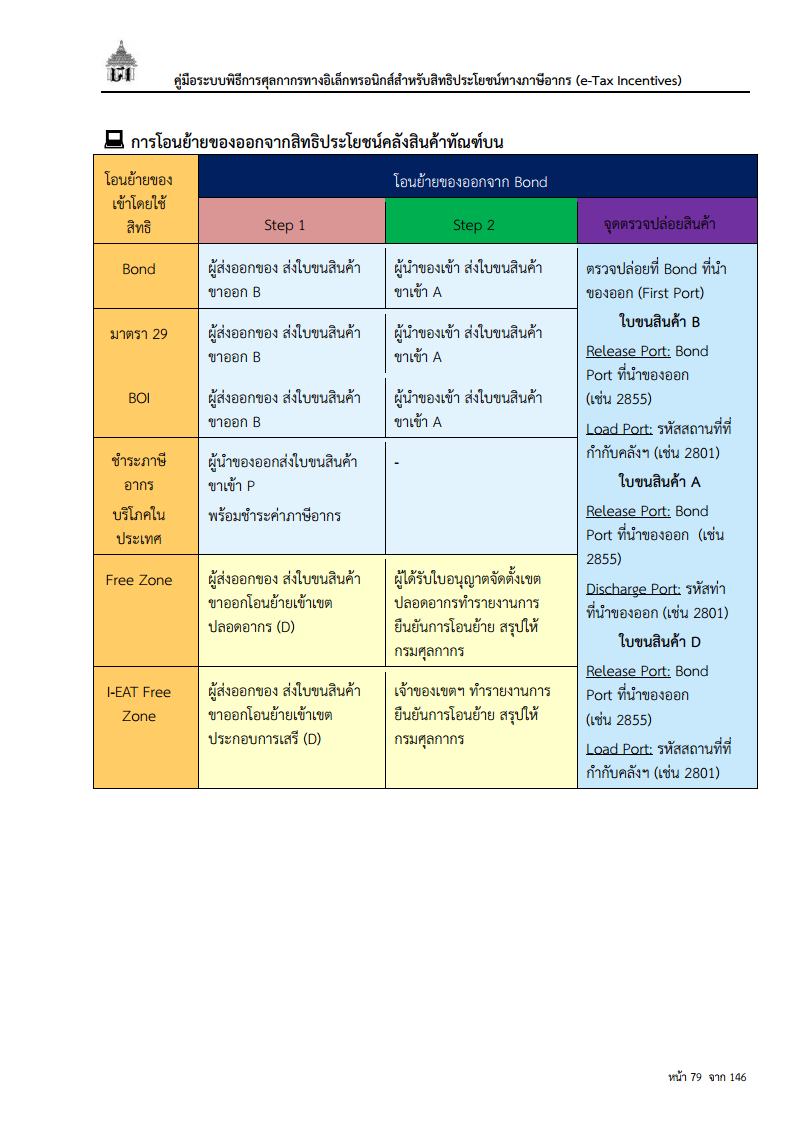 คู่มือระบบพิธีการศุลกากรทางอิเล็กทรอนิกส์สำหรับสิทธิประโยชน์ทางภาษีอากร (e-Tax Incentives)
การโอนย้ายของออกจากสิทธิประโยชน์คลังสินค้าทัณฑ์บน
โอนย้ายของ
เข้าโดยใช้
สิทธิ
โอนย้ายของออกจาก Bond
Step 1
Step 2
จุดตรวจปล่อยสินค้า
Bond
ผู้ส่งออกของ ส่งใบขนสินค้า
ขาออก B
ผู้นำของเข้า ส่งใบขนสินค้า
ขาเข้า A
มาตรา 29
ผู้ส่งออกของ ส่งใบขนสินค้า
ขาออก B
ผู้นำของเข้า ส่งใบขนสินค้า
ขาเข้า A
BOI
ผู้ส่งออกของ ส่งใบขนสินค้า
ขาออก B
ผู้นำของเข้า ส่งใบขนสินค้า
ขาเข้า A
ชำระภาษี
อากร
บริโภคใน
ประเทศ
ผู้นำของออกส่งใบขนสินค้า
ขาเข้า P
พร้อมชำระค่าภาษีอากร
-
Free Zone
ผู้ส่งออกของ ส่งใบขนสินค้า
ขาออกโอนย้ายเข้าเขต
ปลอดอากร (D)
ผู้ได้รับใบอนุญาตจัดตั้งเขต
ปลอดอากรทำรายงานการ
ยืนยันการโอนย้าย สรุปให้
กรมศุลกากร
I-EAT Free
Zone
ผู้ส่งออกของ ส่งใบขนสินค้า
ขาออกโอนย้ายเข้าเขต
ประกอบการเสรี (D)
เจ้าของเขตฯ ทำรายงานการ
ยืนยันการโอนย้าย สรุปให้
กรมศุลกากร
ตรวจปล่อยที่ Bond ที่นำ
ของออก (First Port)
ใบขนสินค้า B
Release Port: Bond
Port ที่นำของออก
(เช่น 2855)
Load Port: รหัสสถานที่ที่
กำกับคลังฯ (เช่น 2801)
ใบขนสินค้า A
Release Port: Bond
Port ที่นำของออก (เช่น
2855)
Discharge Port: รหัสท่า
ที่นำของออก (เช่น 2801)
ใบขนสินค้า D
Release Port: Bond
Port ที่นำของออก
(เช่น 2855)
Load Port: รหัสสถานที่ที่
กำกับคลังฯ (เช่น 2801)
หน้า 79 จาก 146